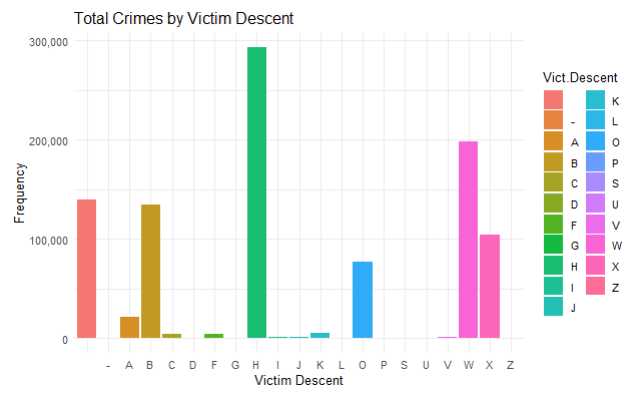 Total Crimes by Victim Descent
300,000
200,000
100,000
0
Frequency
- A B C D F G H I J K L O P S U V W X Z
Victim Descent
Vict.Descent
-
A
B
C
D
F
G
H
I
J
K
L
O
P
S
U
V
W
X
Z